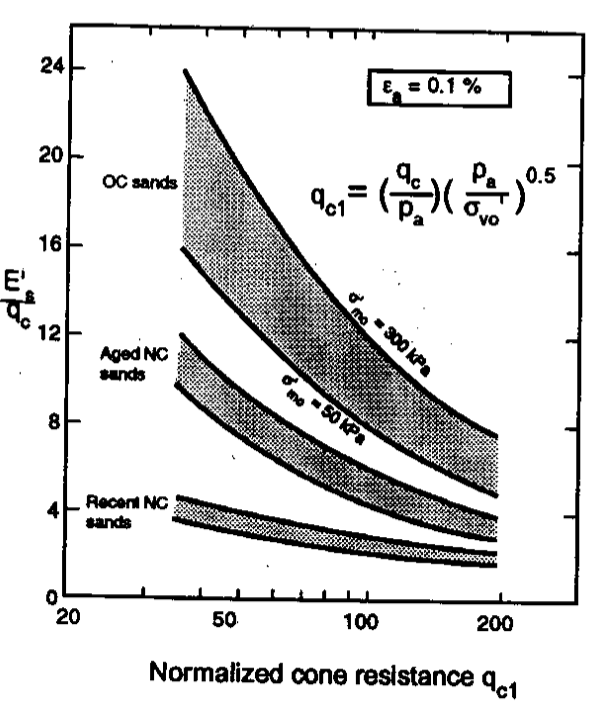 24
20
16
12
8
4
0
E's
qc
εa = 0.1 %
qc1 = (qc/pa)(pa/σvo')^0.5
OC sands
σ'mo = 300 kPa
Aged NC
sands
σ'mo = 50 kPa
Recent NC
sands
20 50 100 200
Normalized cone resistance qc1